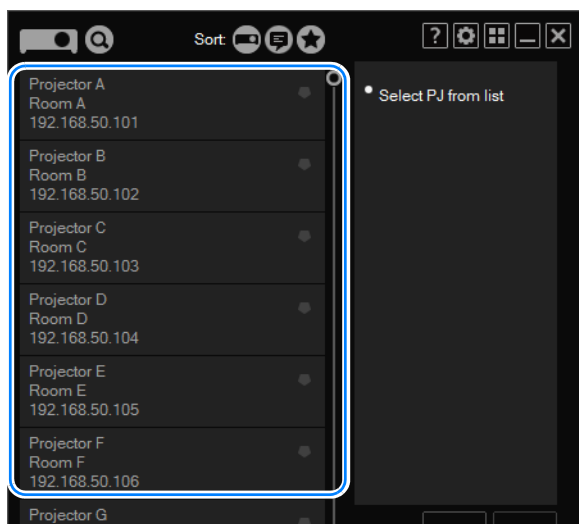 Sort:
?
Projector A
Room A
192.168.50.101
Projector B
Room B
192.168.50.102
Projector C
Room C
192.168.50.103
Projector D
Room D
192.168.50.104
Projector E
Room E
192.168.50.105
Projector F
Room F
192.168.50.106
Projector G
Select PJ from list